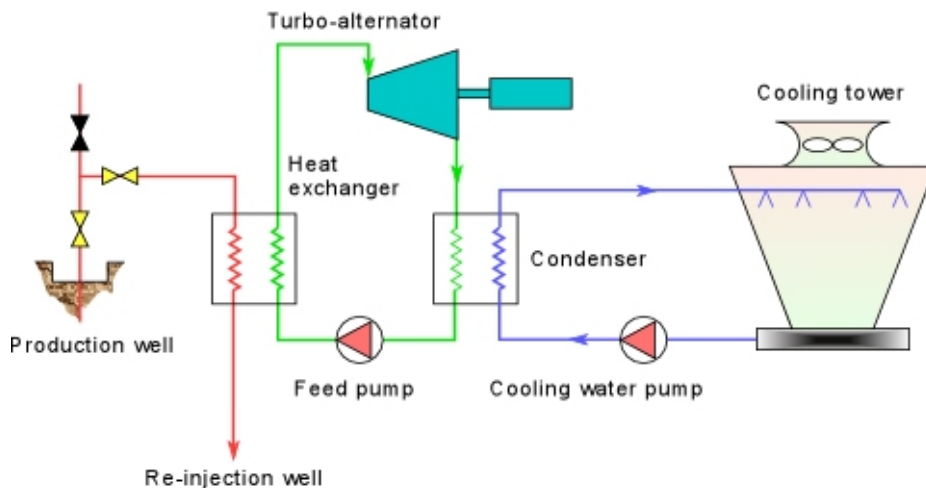 Turbo-alternator
Cooling tower
Heat
exchanger
Condenser
Production well
Feed pump
Cooling water pump
Re-injection well